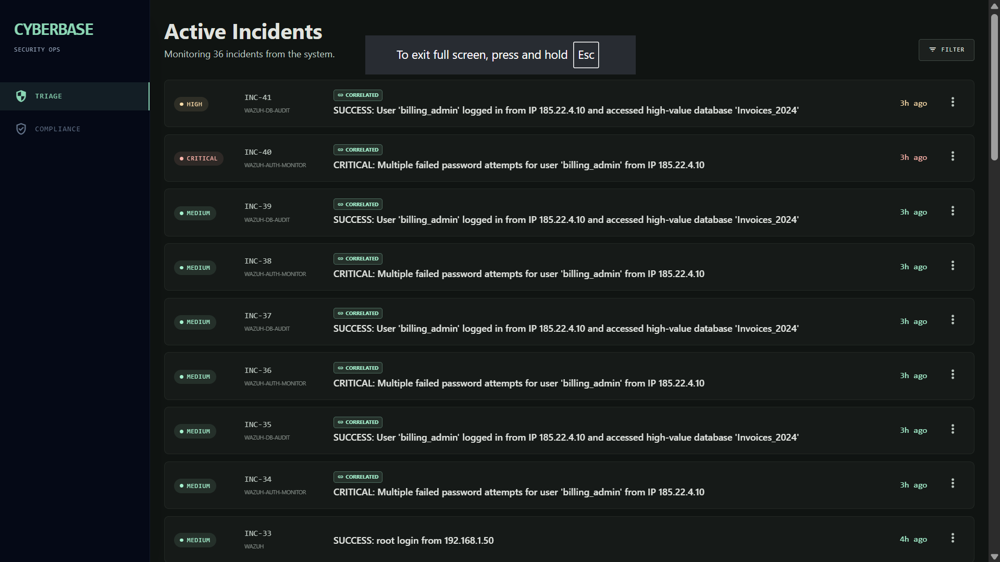 CYBERBASE
SECURITY OPS
TRIAGE
COMPLIANCE
Active Incidents
Monitoring 36 incidents from the system.
To exit full screen, press and hold Esc
FILTER
HIGH
INC-41
WAZUH-DB-AUDIT
CORRELATED
SUCCESS: User 'billing_admin' logged in from IP 185.22.4.10 and accessed high-value database 'Invoices_2024'
3h ago
CRITICAL
INC-40
WAZUH-AUTH-MONITOR
CORRELATED
CRITICAL: Multiple failed password attempts for user 'billing_admin' from IP 185.22.4.10
3h ago
MEDIUM
INC-39
WAZUH-DB-AUDIT
CORRELATED
SUCCESS: User 'billing_admin' logged in from IP 185.22.4.10 and accessed high-value database 'Invoices_2024'
3h ago
MEDIUM
INC-38
WAZUH-AUTH-MONITOR
CORRELATED
CRITICAL: Multiple failed password attempts for user 'billing_admin' from IP 185.22.4.10
3h ago
MEDIUM
INC-37
WAZUH-DB-AUDIT
CORRELATED
SUCCESS: User 'billing_admin' logged in from IP 185.22.4.10 and accessed high-value database 'Invoices_2024'
3h ago
MEDIUM
INC-36
WAZUH-AUTH-MONITOR
CORRELATED
CRITICAL: Multiple failed password attempts for user 'billing_admin' from IP 185.22.4.10
3h ago
MEDIUM
INC-35
WAZUH-DB-AUDIT
CORRELATED
SUCCESS: User 'billing_admin' logged in from IP 185.22.4.10 and accessed high-value database 'Invoices_2024'
3h ago
MEDIUM
INC-34
WAZUH-AUTH-MONITOR
CORRELATED
CRITICAL: Multiple failed password attempts for user 'billing_admin' from IP 185.22.4.10
3h ago
MEDIUM
INC-33
WAZUH
SUCCESS: root login from 192.168.1.50
4h ago